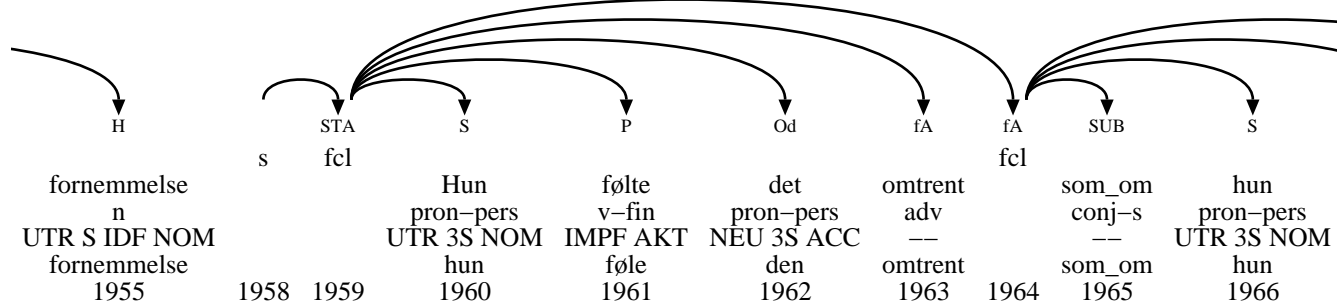 H STA S P Od fA fA SUB S
s fcl fcl
fornemmelse Hun følte det omtrent som_om hun
n pron−pers v−fin pron−pers adv conj−s pron−pers
UTR S IDF NOM UTR 3S NOM IMPF AKT NEU 3S ACC −− −− UTR 3S NOM
fornemmelse hun føle den omtrent som_om hun
1955 1958 1959 1960 1961 1962 1963 1964 1965 1966